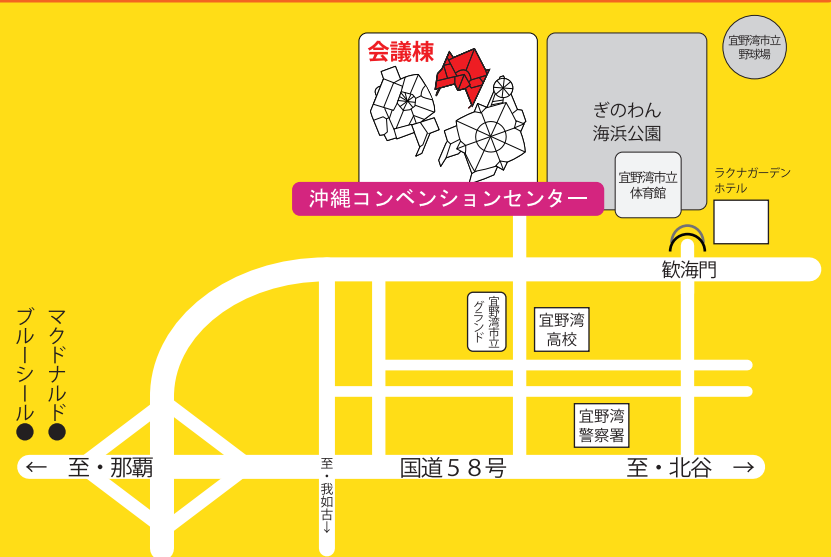 会議棟
宜野湾市立
野球場
ぎのわん
海浜公園
宜野湾市立
体育館
ラクナガーデン
ホテル
沖縄コンベンションセンター
歓海門
宜野湾市立
グランド
宜野湾
高校
マクドナルド
ブルーシール
宜野湾
警察署
← 至・那覇
国道58号
至・北谷 →
至・我如古→